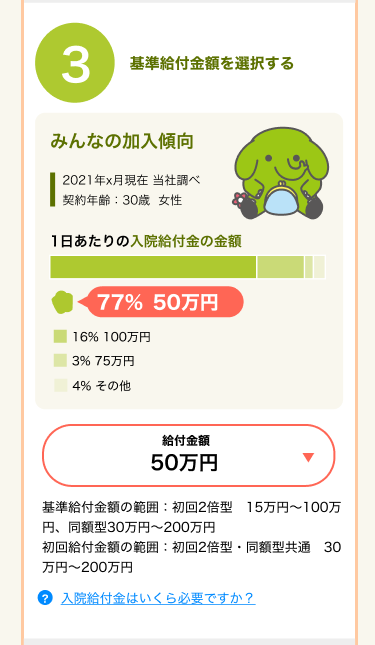 3
基準給付金額を選択する
みんなの加入傾向
2021年x月現在 当社調べ
契約年齢：30歳 女性
1日あたりの入院給付金の金額
77% 50万円
16% 100万円
3% 75万円
4% その他
給付金額
50万円
基準給付金額の範囲：初回2倍型　15万円〜100万
円、同額型30万円〜200万円
初回給付金額の範囲：初回2倍型・同額型共通　30
万円〜200万円
? 入院給付金はいくら必要ですか？